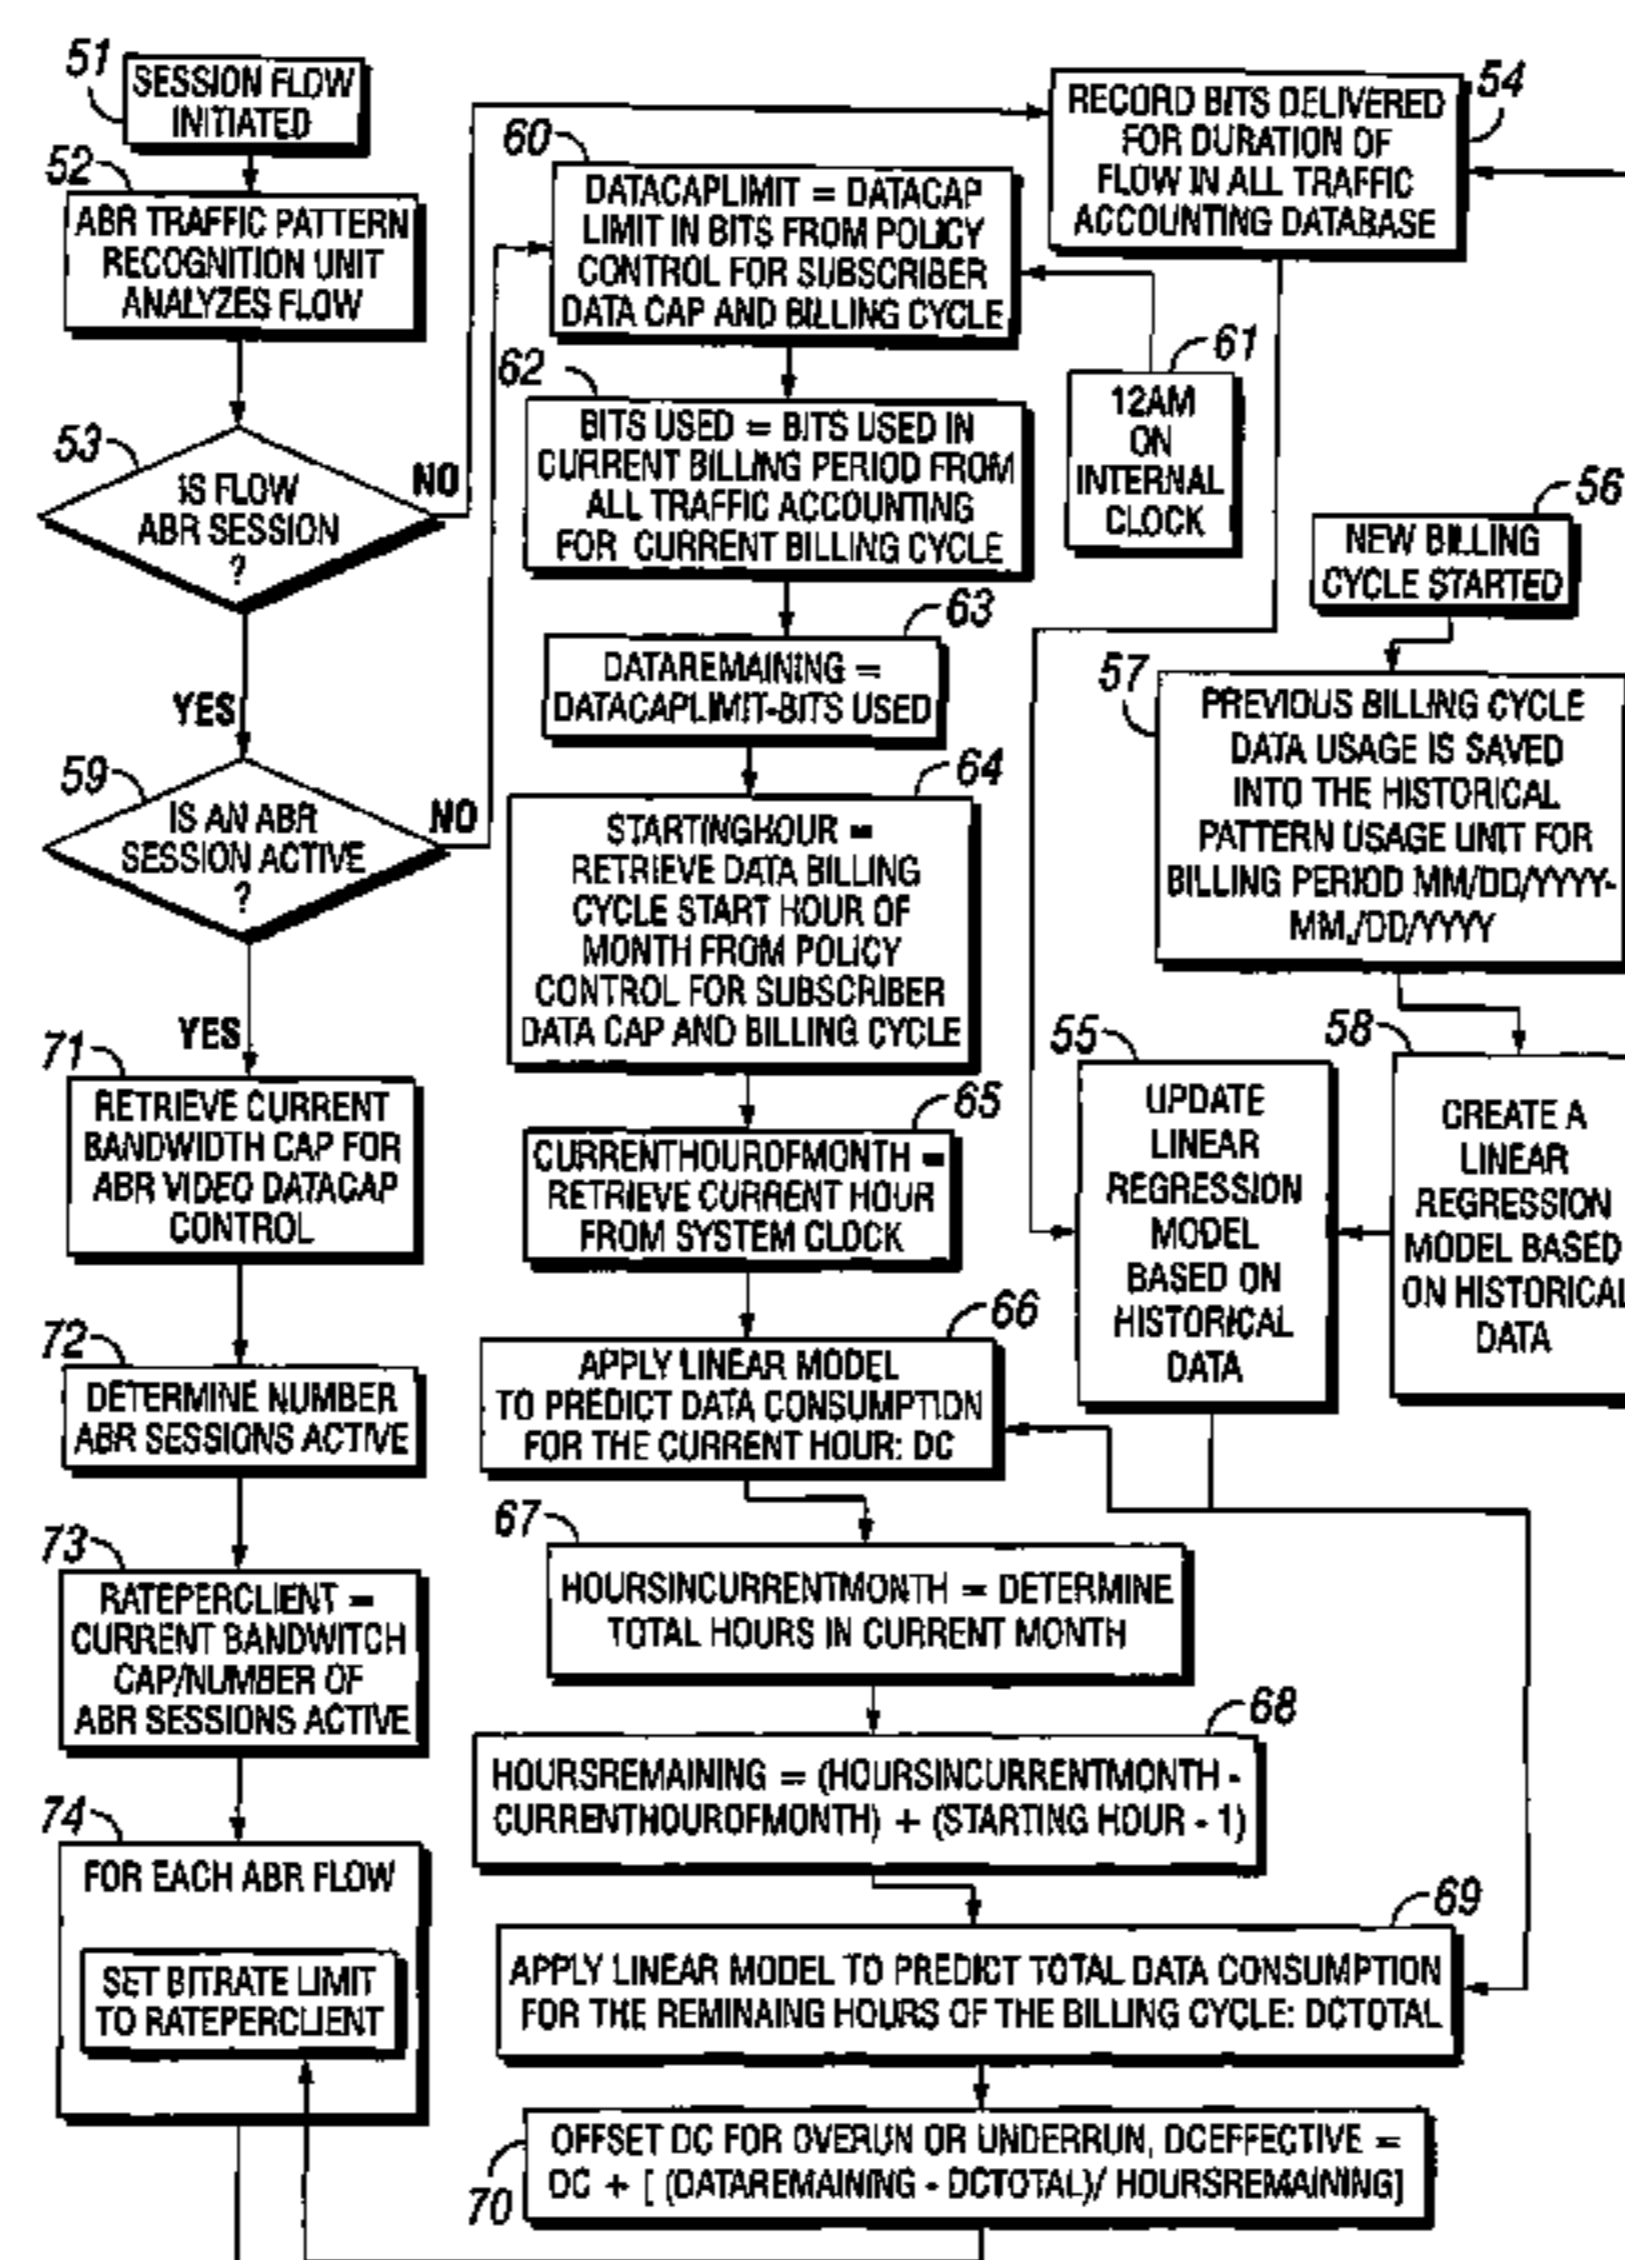 51
SESSION FLOW
INITIATED
52
ABR TRAFFIC PATTERN
RECOGNITION UNIT
ANALYZES FLOW
53
IS FLOW
ABR SESSION
?
NO
YES
59
IS AN ABR
SESSION ACTIVE
?
NO
YES
71
RETRIEVE CURRENT
BANDWIDTH CAP FOR
ABR VIDEO DATACAP
CONTROL
72
DETERMINE NUMBER
ABR SESSIONS ACTIVE
73
RATEPERCLIENT =
CURRENT BANDWITCH
CAP/NUMBER OF
ABR SESSIONS ACTIVE
74
FOR EACH ABR FLOW
SET BITRATE LIMIT
TO RATEPERCLIENT
60
DATACAPLIMIT = DATACAP
LIMIT IN BITS FROM POLICY
CONTROL FOR SUBSCRIBER
DATA CAP AND BILLING CYCLE
61
12AM
ON
INTERNAL
CLOCK
62
BITS USED = BITS USED IN
CURRENT BILLING PERIOD FROM
ALL TRAFFIC ACCOUNTING
FOR CURRENT BILLING CYCLE
63
DATAREMAINING =
DATACAPLIMIT-BITS USED
64
STARTINGHOUR =
RETRIEVE DATA BILLING
CYCLE START HOUR OF
MONTH FROM POLICY
CONTROL FOR SUBSCRIBER
DATA CAP AND BILLING CYCLE
65
CURRENTHOUROFMONTH =
RETRIEVE CURRENT HOUR
FROM SYSTEM CLOCK
66
APPLY LINEAR MODEL
TO PREDICT DATA CONSUMPTION
FOR THE CURRENT HOUR: DC
67
HOURSINCURRENTMONTH = DETERMINE
TOTAL HOURS IN CURRENT MONTH
68
HOURSREMAINING = (HOURSINCURRENTMONTH -
CURRENTHOUROFMONTH) + (STARTING HOUR - 1)
69
APPLY LINEAR MODEL TO PREDICT TOTAL DATA CONSUMPTION
FOR THE REMINAING HOURS OF THE BILLING CYCLE: DCTOTAL
70
OFFSET DC FOR OVERUN OR UNDERRUN, DCEFFECTIVE =
DC + [ (DATAREMAINING - DCTOTAL)/ HOURSREMAINING]
54
RECORD BITS DELIVERED
FOR DURATION OF
FLOW IN ALL TRAFFIC
ACCOUNTING DATABASE
56
NEW BILLING
CYCLE STARTED
57
PREVIOUS BILLING CYCLE
DATA USAGE IS SAVED
INTO THE HISTORICAL
PATTERN USAGE UNIT FOR
BILLING PERIOD MM/DD/YYYY-
MM./DD/YYYY
55
UPDATE
LINEAR
REGRESSION
MODEL
BASED ON
HISTORICAL
DATA
58
CREATE A
LINEAR
REGRESSION
MODEL BASED
ON HISTORICAL
DATA